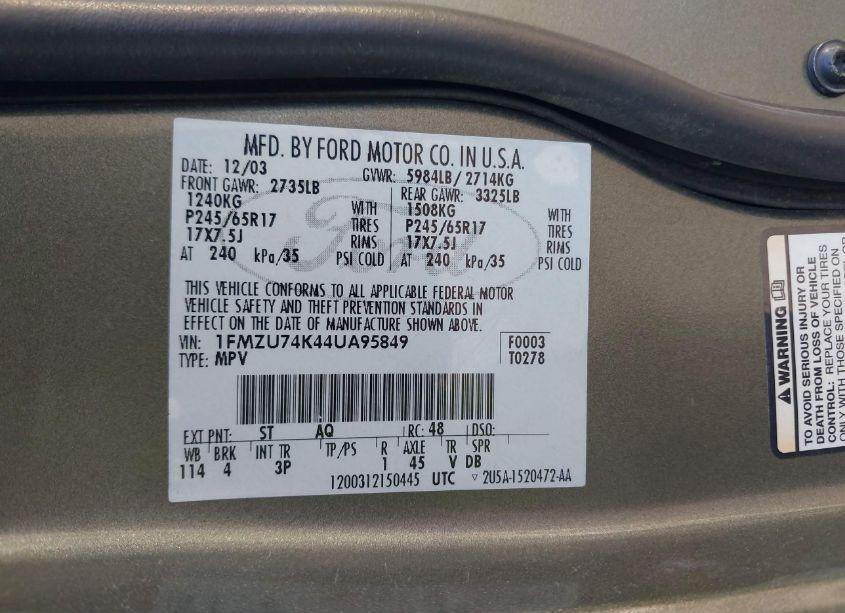 MFD. BY FORD MOTOR CO. IN U.S.A.
DATE: 12/03 GVWR: 5984LB/ 2714KG
FRONT GAWR: 2735LB REAR GAWR: 3325LB
1240KG WITH 1508KG WITH
P245/65R17 TIRES P245/65R17 TIRES
17X7.5J RIMS 17X7.5J RIMS
AT 240 kPa/35 PSI COLD AT 240 kPa/35 PSI COLD
Ford
THIS VEHICLE CONFORMS TO ALL APPLICABLE FEDERAL MOTOR
VEHICLE SAFETY AND THEFT PREVENTION STANDARDS IN
EFFECT ON THE DATE OF MANUFACTURE SHOWN ABOVE.
VIN: 1FMZU74K44UA95849 F0003
TYPE: MPV T0278
EXT PNT: ST AQ RC: 48 DSO:
WB BRK INT TR TP/PS R AXLE TR SPR
114 4 3P 1 45 V DB
1200312150445 UTC ▽ 2U5A-1520472-AA
WARNING
TO AVOID SERIOUS INJURY OR
DEATH FROM LOSS OF VEHICLE
CONTROL: REPLACE YOUR TIRES
ONLY WITH THOSE SPECIFIED ON